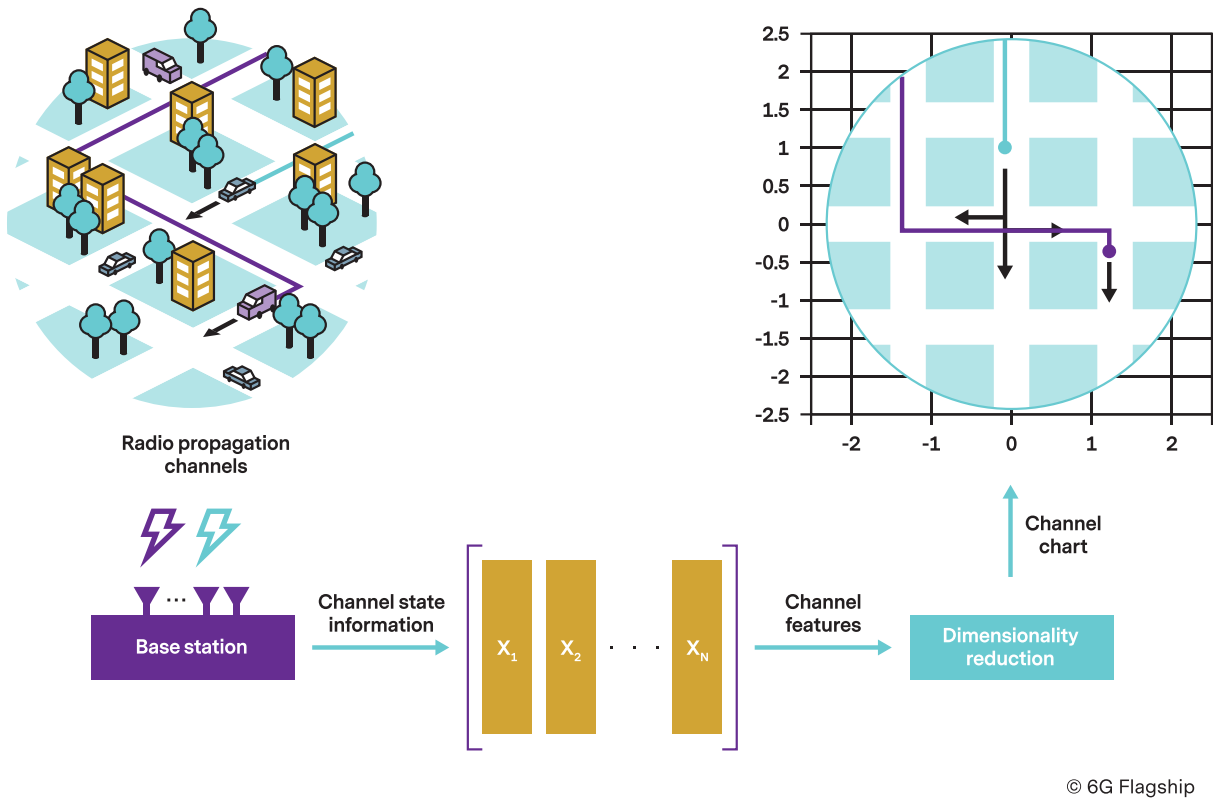 2.5
2
1.5
1
0.5
0
-0.5
-1
-1.5
-2
-2.5
-2 -1 0 1 2
Radio propagation
channels
Channel
chart
...
Base station
Channel state
information
X1 X2 . . . XN
Channel
features
Dimensionality
reduction
© 6G Flagship